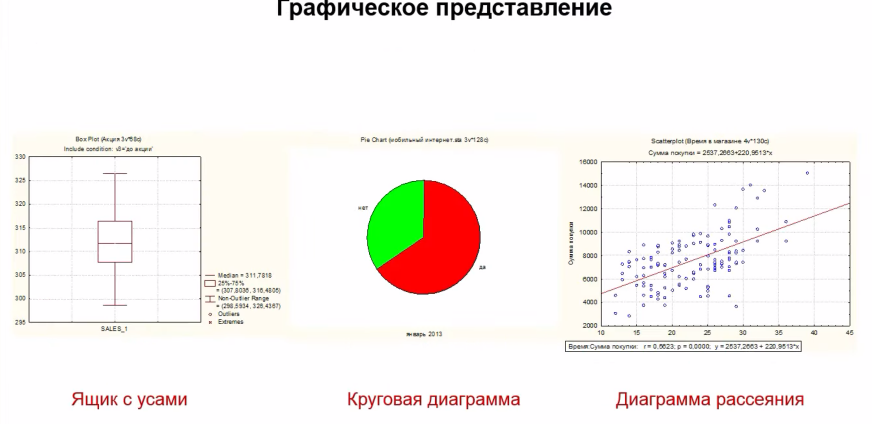 Графическое представление
Box Plot (Акция 3v*58c)
Include condition: v3='до акции'
330
325
320
315
310
305
300
295
SALES_1
Median = 311,7818
25%-75%
= (307,8036, 316,4806)
Non-Outlier Range
= (298,5934, 326,4367)
Outliers
Extremes
Pie Chart (мобильный интернет.sta 3v*128c)
нет
да
январь 2013
Scatterplot (Время в магазине 4v*130c)
Сумма покупки = 2537,2663+220,9513*x
16000
14000
12000
10000
8000
6000
4000
2000
Сумма покупки
10 15 20 25 30 35 40 45
Время:Сумма покупки: r = 0,5623; p = 0,0000; y = 2537,2663 + 220,9513*x
Ящик с усами
Круговая диаграмма
Диаграмма рассеяния